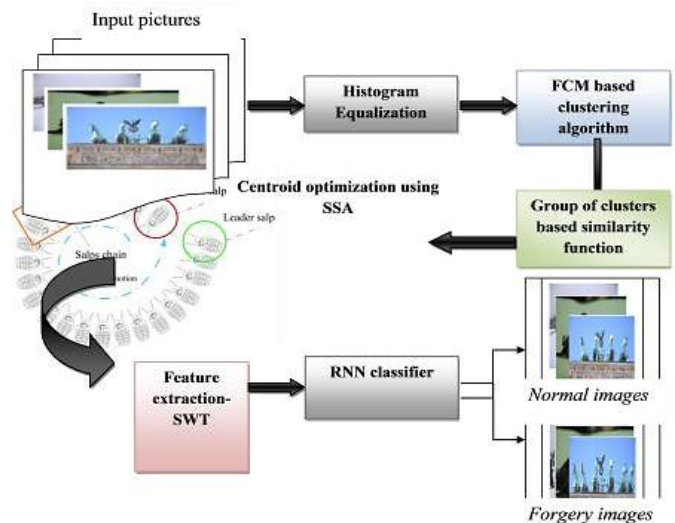 Input pictures
Histogram
Equalization
FCM based
clustering
algorithm
Centroid optimization using
SSA
Leader salp
Group of clusters
based similarity
function
Salps chain
Feature
extraction-
SWT
RNN classifier
Normal images
Forgery images